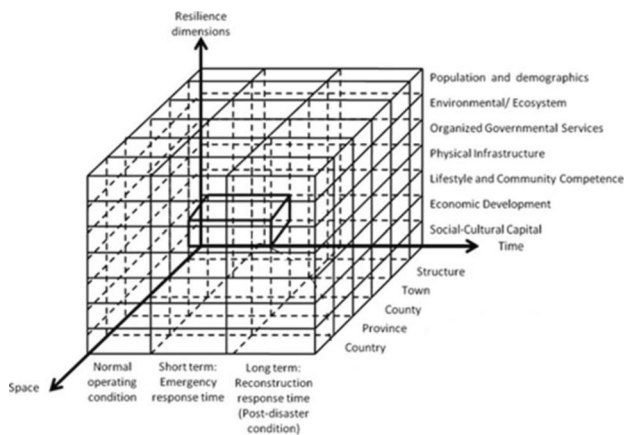 Resilience
dimensions
Population and demographics
Environmental/ Ecosystem
Organized Governmental Services
Physical Infrastructure
Lifestyle and Community Competence
Economic Development
Social-Cultural Capital
Time
Structure
Town
County
Province
Country
Space
Normal
operating
condition
Short term:
Emergency
response time
Long term:
Reconstruction
response time
(Post-disaster
condition)